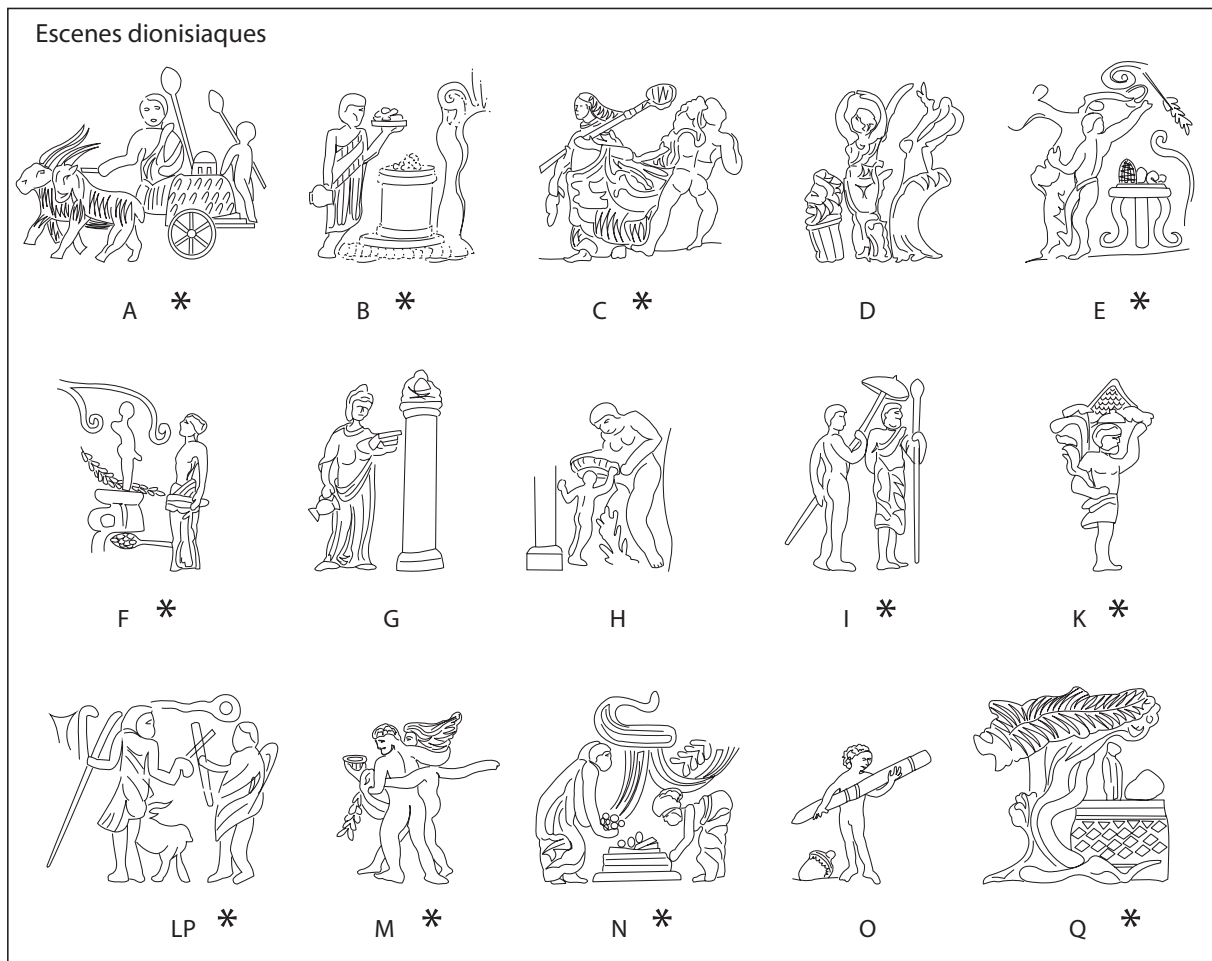 Escenes dionisiaques
A * B * C * D E *
F * G H I * K *
LP * M * N * O Q *